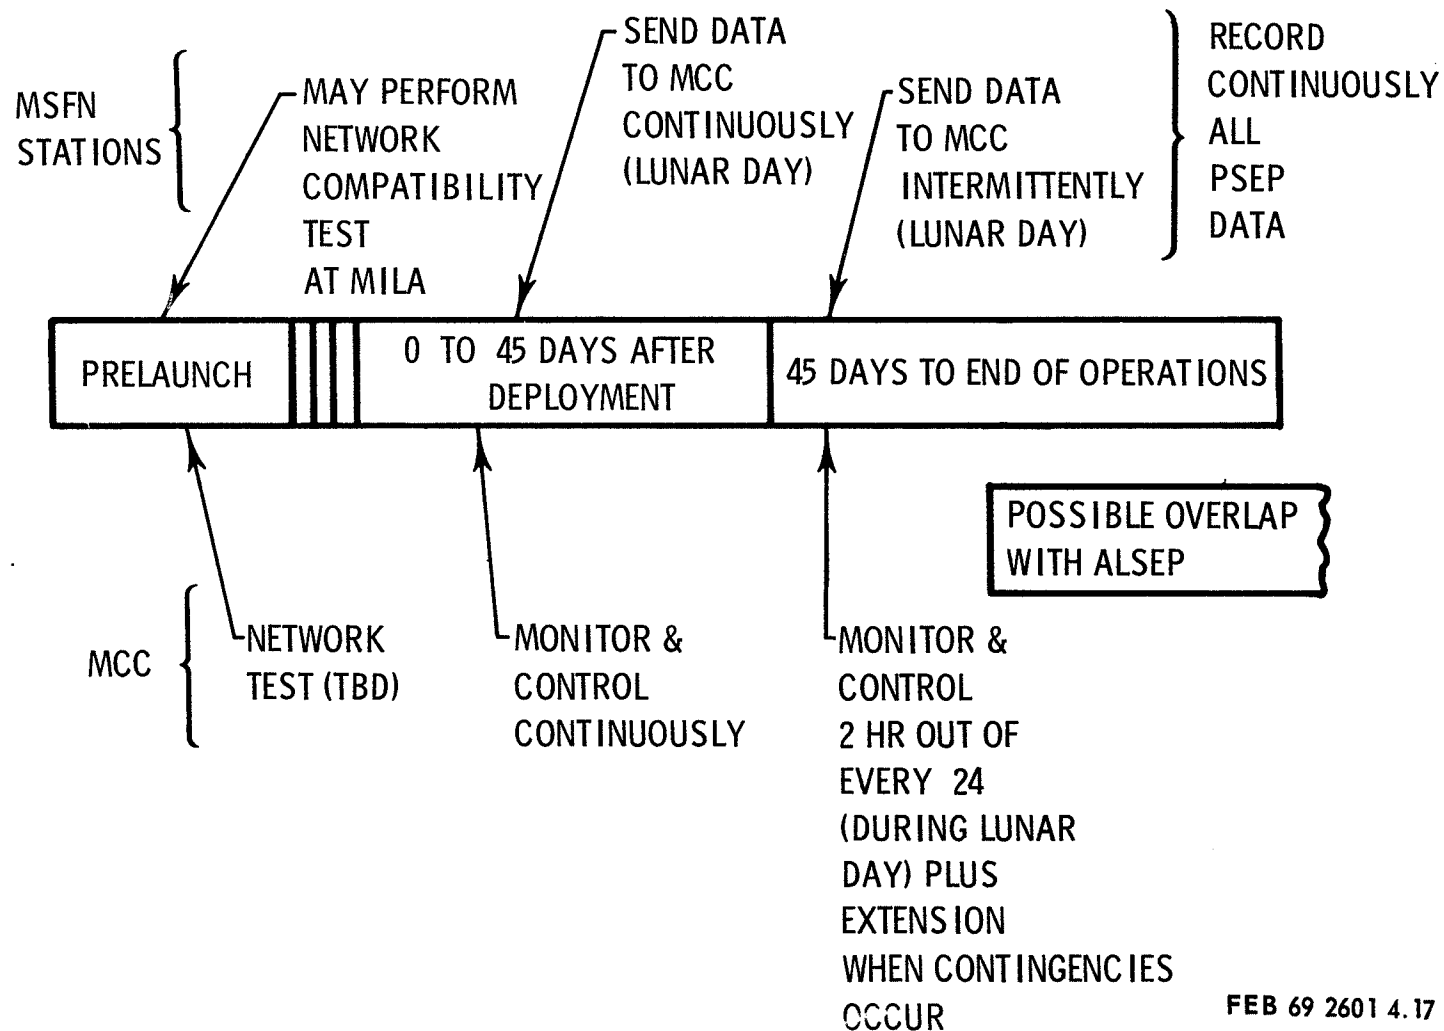 MSFN
STATIONS
MAY PERFORM
NETWORK
COMPATIBILITY
TEST
AT MILA
SEND DATA
TO MCC
CONTINUOUSLY
(LUNAR DAY)
SEND DATA
TO MCC
INTERMITTENTLY
(LUNAR DAY)
RECORD
CONTINUOUSLY
ALL
PSEP
DATA
PRELAUNCH
0 TO 45 DAYS AFTER
DEPLOYMENT
45 DAYS TO END OF OPERATIONS
POSSIBLE OVERLAP
WITH ALSEP
MCC
NETWORK
TEST (TBD)
MONITOR &
CONTROL
CONTINUOUSLY
MONITOR &
CONTROL
2 HR OUT OF
EVERY 24
(DURING LUNAR
DAY) PLUS
EXTENSION
WHEN CONTINGENCIES
OCCUR
FEB 69 2601 4.17